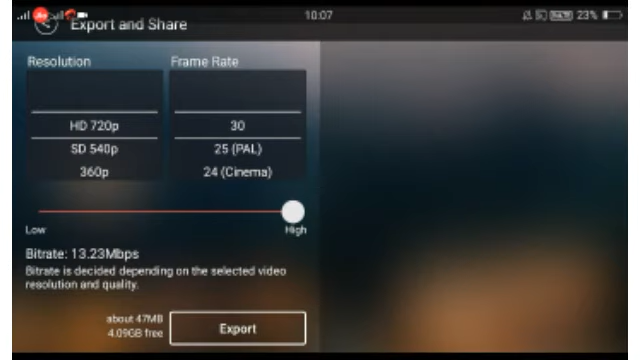 10:07
23%
Export and Share
Resolution
Frame Rate
HD 720p
30
SD 540p
25 (PAL)
360p
24 (Cinema)
Low
High
Bitrate: 13.23Mbps
Bitrate is decided depending on the selected video
resolution and quality.
about 47MB
4.09GB free
Export